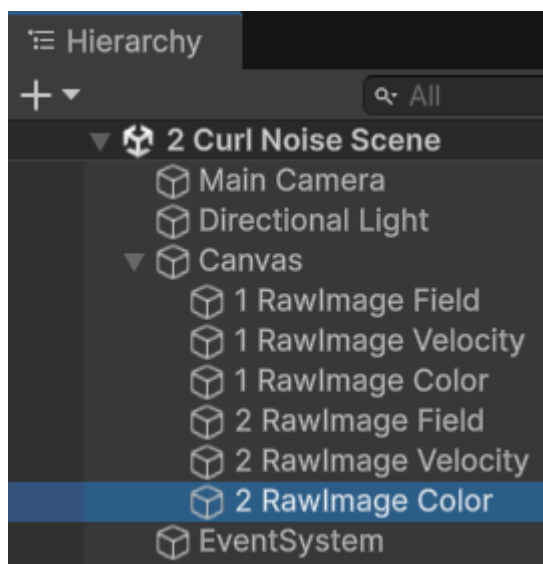 Hierarchy
All
2 Curl Noise Scene
Main Camera
Directional Light
Canvas
1 RawImage Field
1 RawImage Velocity
1 RawImage Color
2 RawImage Field
2 RawImage Velocity
2 RawImage Color
EventSystem